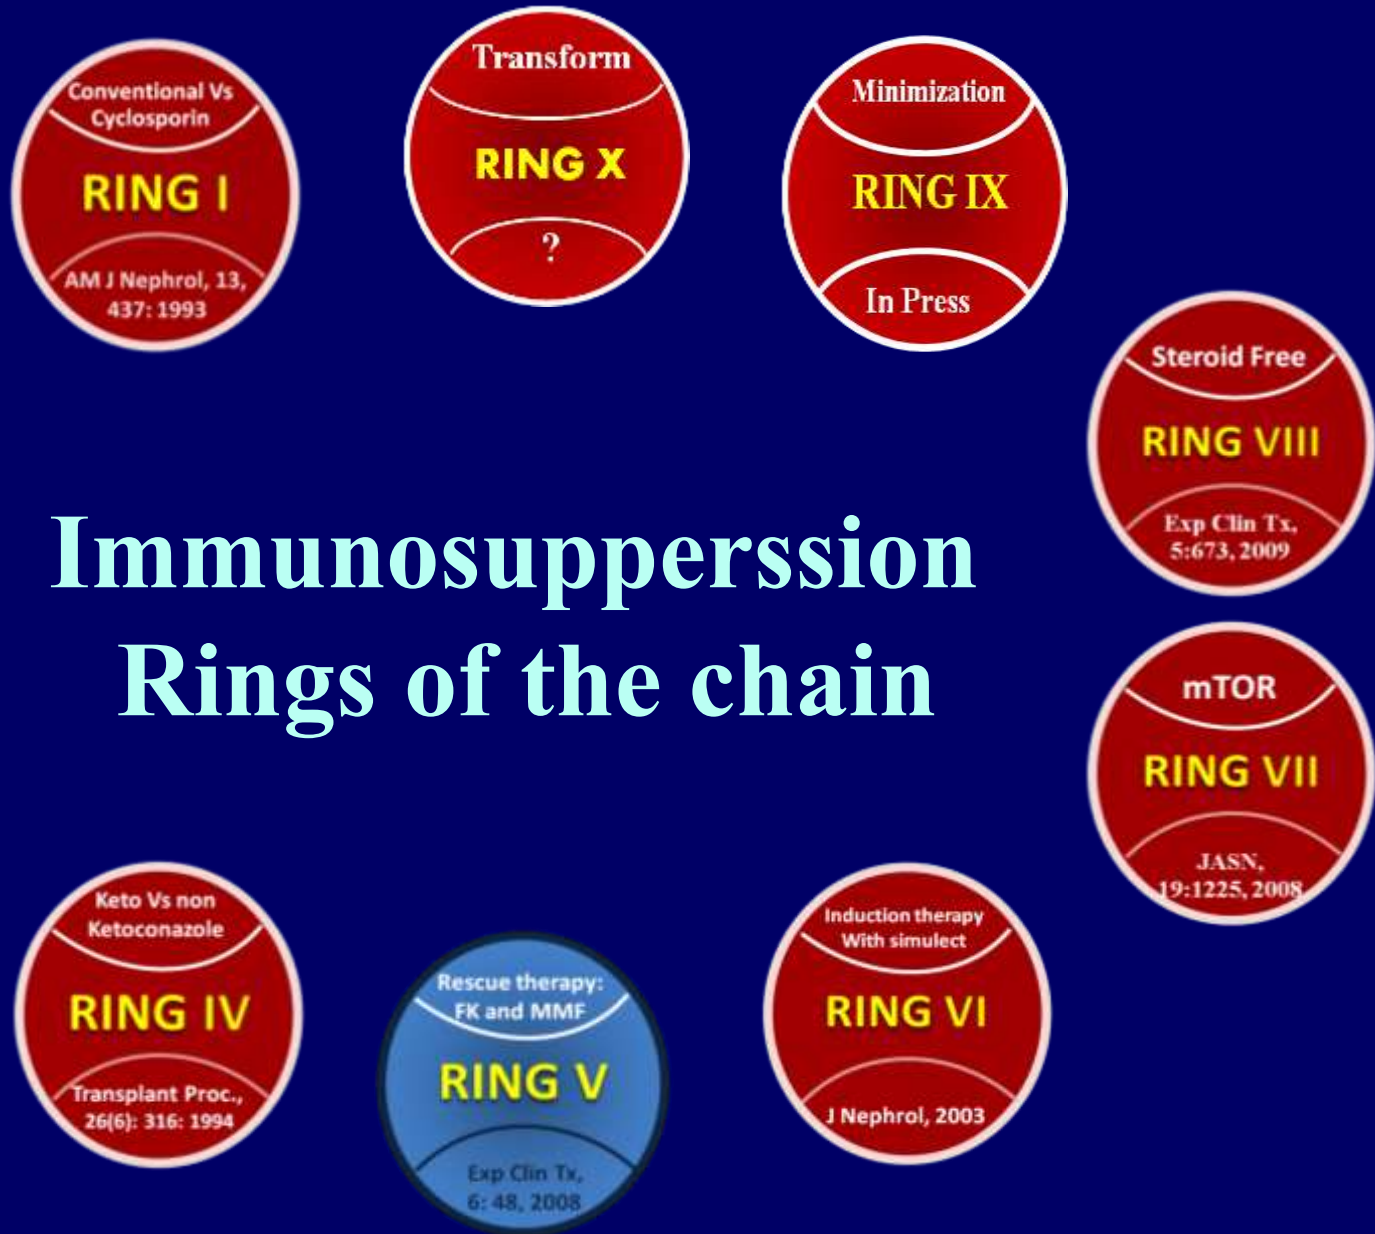 Conventional Vs
Cyclosporin
RING I
AM J Nephrol, 13,
437: 1993
Transform
RING X
?
Minimization
RING IX
In Press
Steroid Free
RING VIII
Exp Clin Tx,
5:673, 2009
Immunosupperssion
Rings of the chain
mTOR
RING VII
JASN,
19:1225, 2008
Keto Vs non
Ketoconazole
RING IV
Transplant Proc.,
26(6): 316: 1994
Rescue therapy:
FK and MMF
RING V
Exp Clin Tx,
6: 48, 2008
Induction therapy
With simulect
RING VI
J Nephrol, 2003